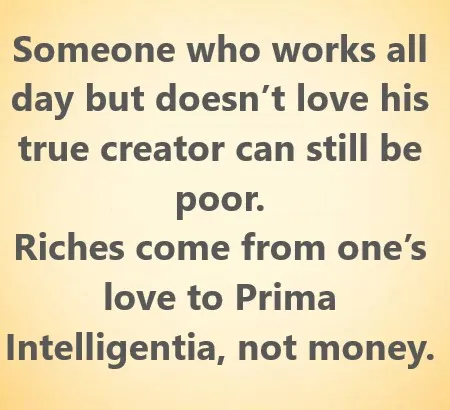 Someone who works all
day but doesn’t love his
true creator can still be
poor.
Riches come from one’s
love to Prima
Intelligentia, not money.